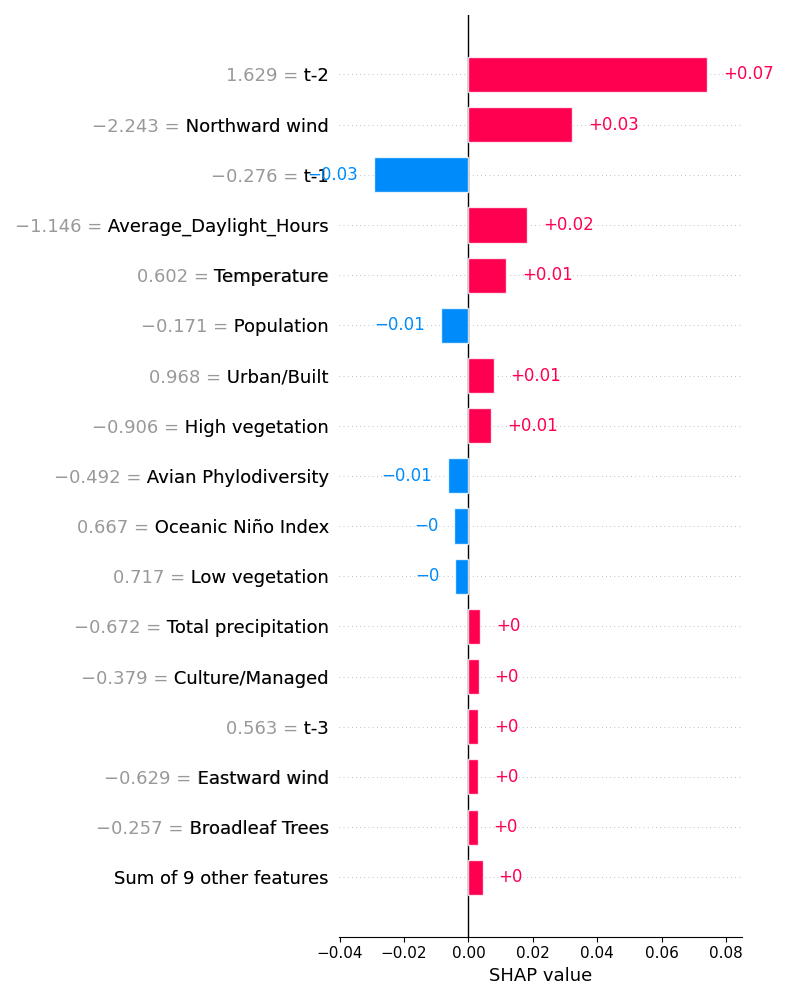 1.629 = t-2 +0.07
−2.243 = Northward wind +0.03
−0.276 = t-1 −0.03
−1.146 = Average_Daylight_Hours +0.02
0.602 = Temperature +0.01
−0.171 = Population −0.01
0.968 = Urban/Built +0.01
−0.906 = High vegetation +0.01
−0.492 = Avian Phylodiversity −0.01
0.667 = Oceanic Niño Index −0
0.717 = Low vegetation −0
−0.672 = Total precipitation +0
−0.379 = Culture/Managed +0
0.563 = t-3 +0
−0.629 = Eastward wind +0
−0.257 = Broadleaf Trees +0
Sum of 9 other features +0
−0.04 −0.02 0.00 0.02 0.04 0.06 0.08
SHAP value